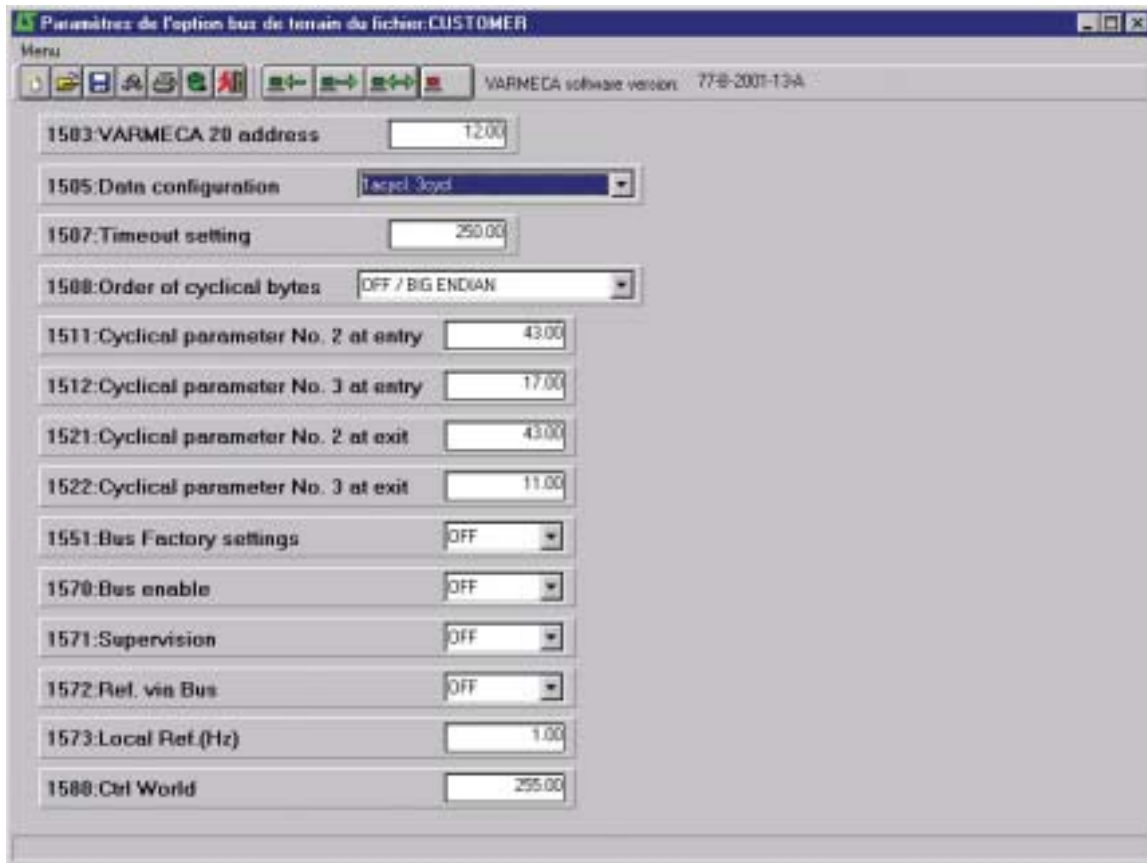 Paramètres de l'option bus de terrain du fichier:CUSTOMER
Menu
VARMECA software version: 77-8-2001-13-A
1503:VARMECA 20 address 12.00
1505:Data configuration 1acycl 3cycl
1507:Timeout setting 250.00
1508:Order of cyclical bytes OFF / BIG ENDIAN
1511:Cyclical parameter No. 2 at entry 43.00
1512:Cyclical parameter No. 3 at entry 17.00
1521:Cyclical parameter No. 2 at exit 43.00
1522:Cyclical parameter No. 3 at exit 11.00
1551:Bus Factory settings OFF
1570:Bus enable OFF
1571:Supervision OFF
1572:Ref. via Bus OFF
1573:Local Ref.(Hz) 1.00
1580:Ctrl World 255.00